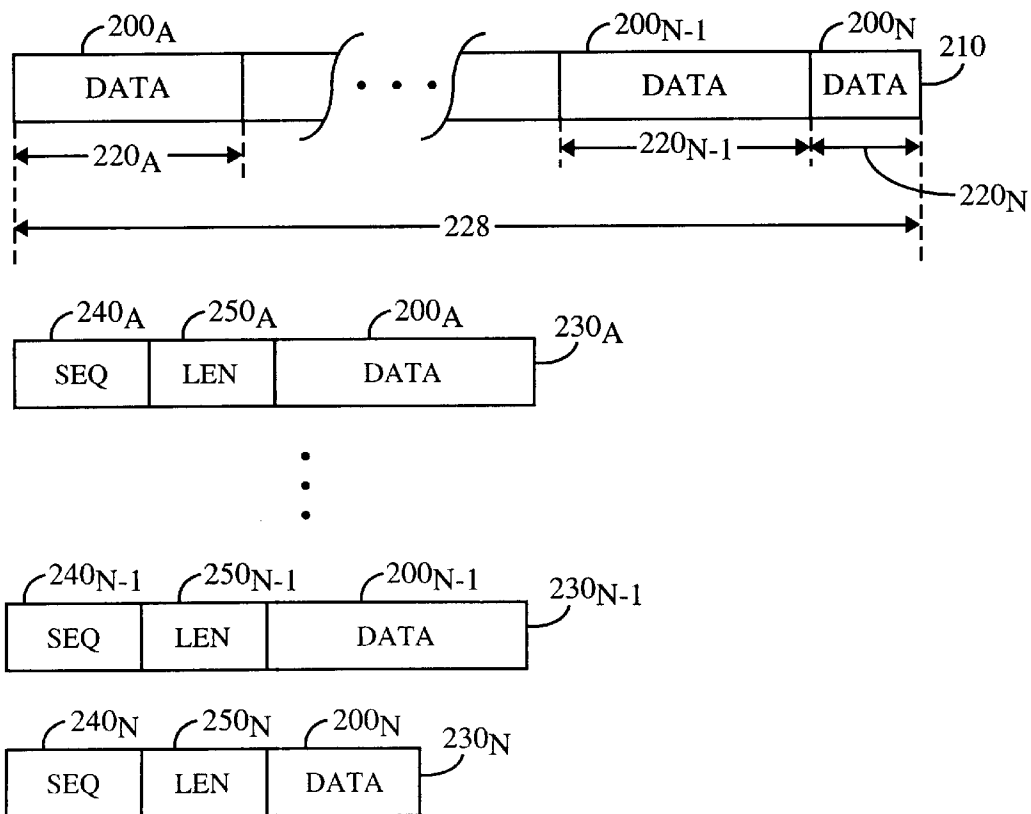 200A 200N-1 200N 210
DATA . . . DATA DATA
220A 220N-1 220N
228
240A 250A 200A 230A
SEQ LEN DATA
240N-1 250N-1 200N-1 230N-1
SEQ LEN DATA
240N 250N 200N 230N
SEQ LEN DATA